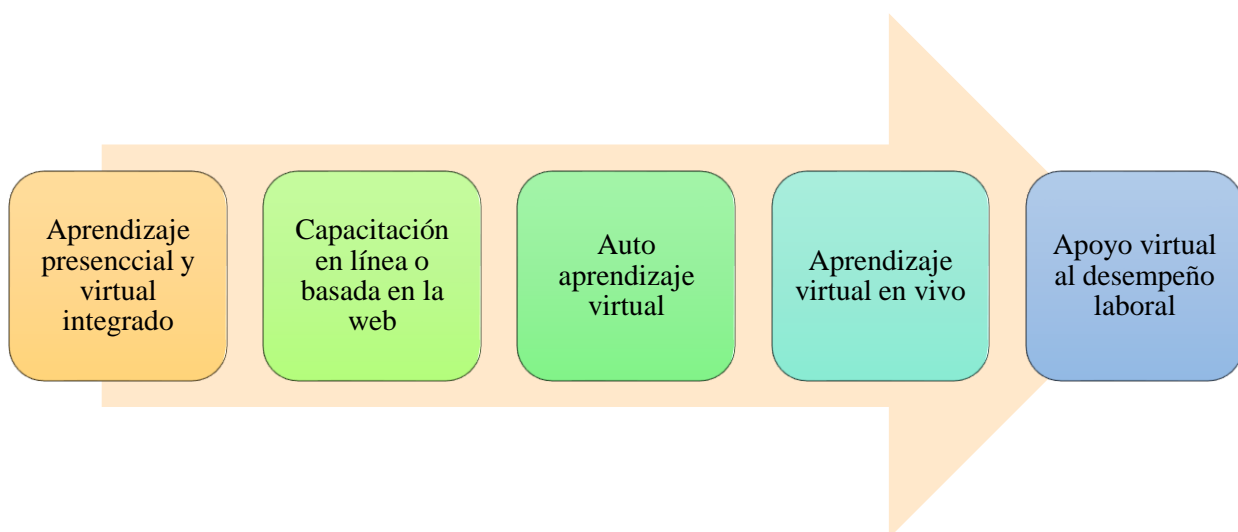 Aprendizaje
presenccial y
virtual
integrado
Capacitación
en línea o
basada en la
web
Auto
aprendizaje
virtual
Aprendizaje
virtual en vivo
Apoyo virtual
al desempeño
laboral